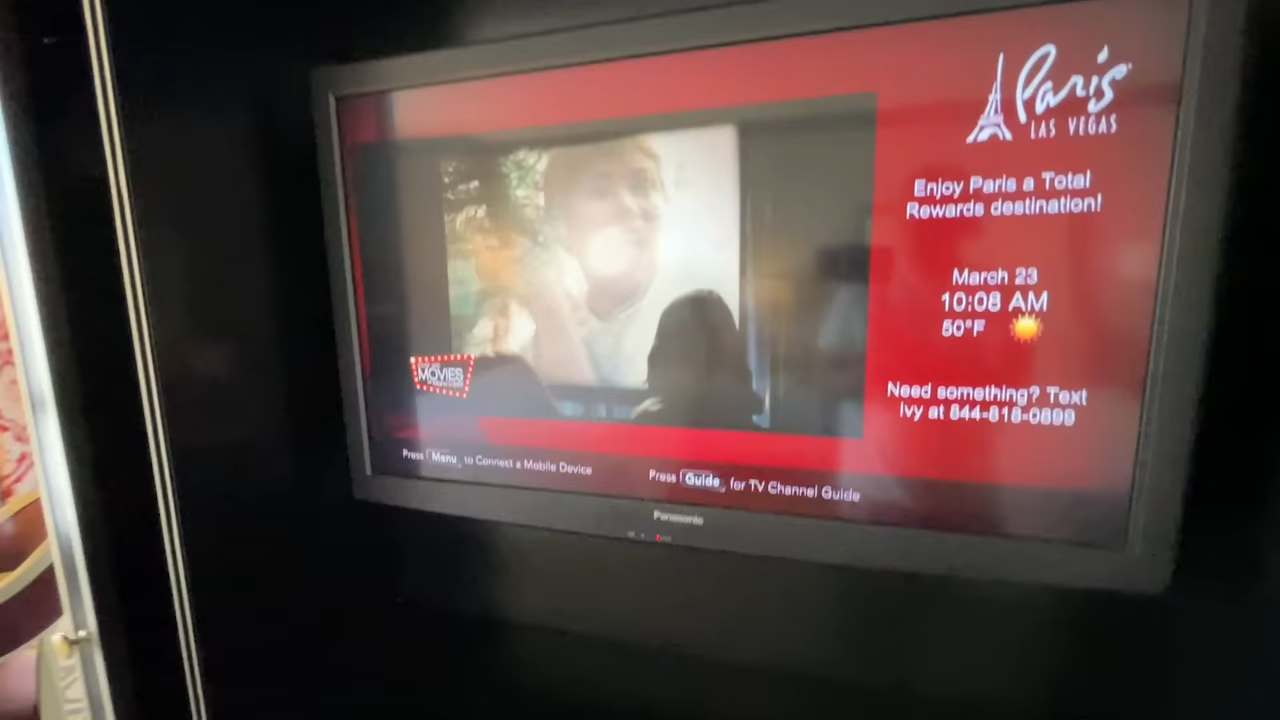 Paris
LAS VEGAS
Enjoy Paris a Total
Rewards destination!
March 23
10:08 AM
50°F
Need something? Text
Ivy at 844-818-0899
MOVIES
Press Menu to Connect a Mobile Device
Press Guide for TV Channel Guide
Panasonic